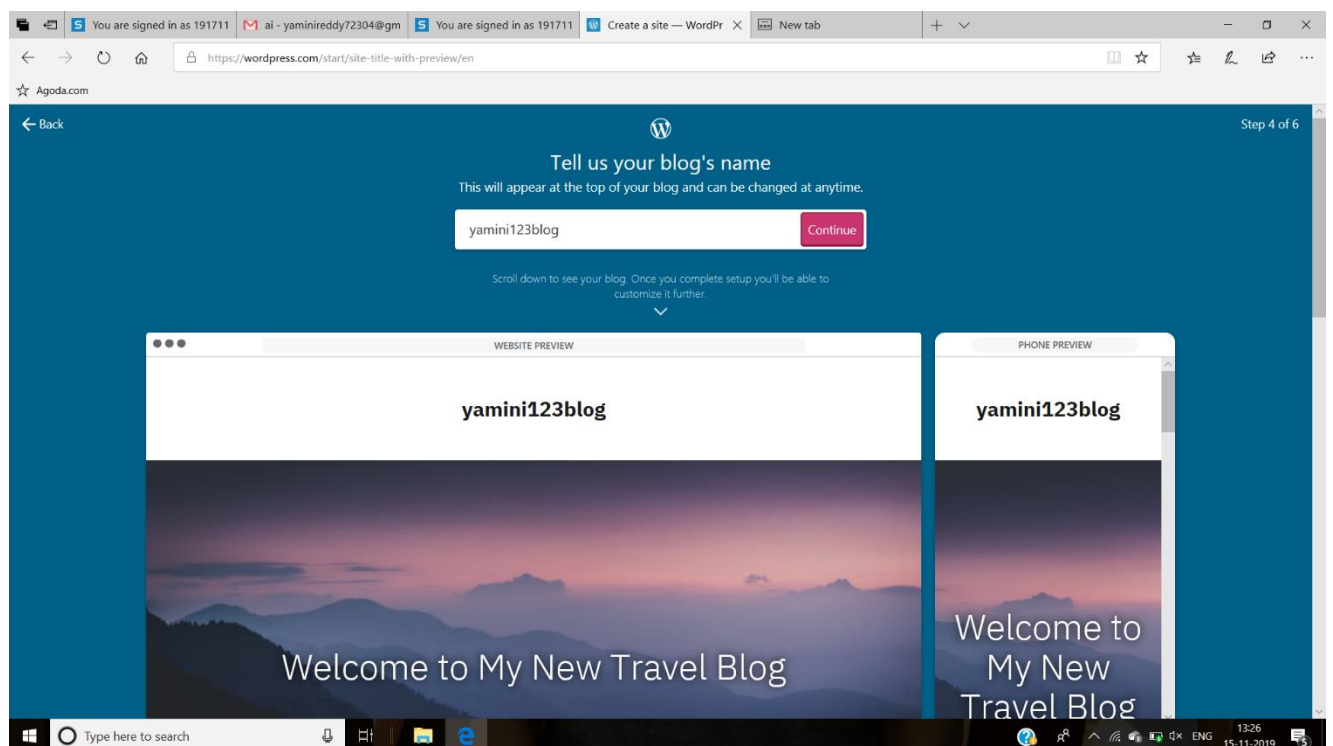 You are signed in as 191711
ai - yaminireddy72304@gm
You are signed in as 191711
Create a site — WordPr
New tab
https://wordpress.com/start/site-title-with-preview/en
Agoda.com
Back
Step 4 of 6
Tell us your blog's name
This will appear at the top of your blog and can be changed at anytime.
yamini123blog
Continue
Scroll down to see your blog. Once you complete setup you'll be able to
customize it further.
WEBSITE PREVIEW
PHONE PREVIEW
yamini123blog
yamini123blog
Welcome to My New Travel Blog
Welcome to
My New
Travel Blog
Type here to search
ENG
13:26
15-11-2019